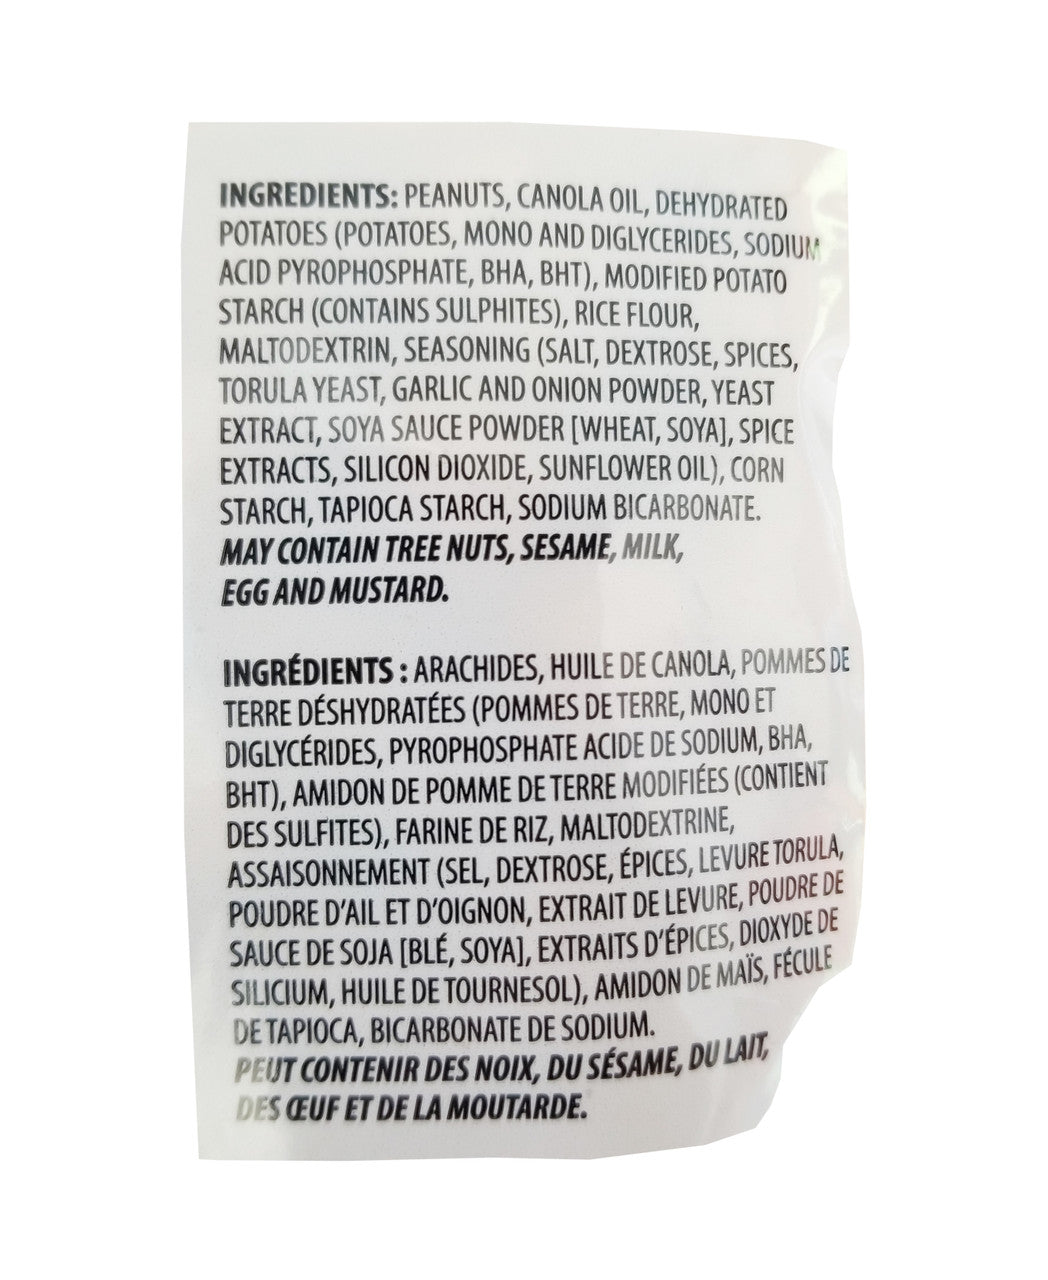 INGREDIENTS: PEANUTS, CANOLA OIL, DEHYDRATED
POTATOES (POTATOES, MONO AND DIGLYCERIDES, SODIUM
ACID PYROPHOSPHATE, BHA, BHT), MODIFIED POTATO
STARCH (CONTAINS SULPHITES), RICE FLOUR,
MALTODEXTRIN, SEASONING (SALT, DEXTROSE, SPICES,
TORULA YEAST, GARLIC AND ONION POWDER, YEAST
EXTRACT, SOYA SAUCE POWDER [WHEAT, SOYA], SPICE
EXTRACTS, SILICON DIOXIDE, SUNFLOWER OIL), CORN
STARCH, TAPIOCA STARCH, SODIUM BICARBONATE.
MAY CONTAIN TREE NUTS, SESAME, MILK,
EGG AND MUSTARD.
INGRÉDIENTS : ARACHIDES, HUILE DE CANOLA, POMMES DE
TERRE DÉSHYDRATÉES (POMMES DE TERRE, MONO ET
DIGLYCÉRIDES, PYROPHOSPHATE ACIDE DE SODIUM, BHA,
BHT), AMIDON DE POMME DE TERRE MODIFIÉES (CONTIENT
DES SULFITES), FARINE DE RIZ, MALTODEXTRINE,
ASSAISONNEMENT (SEL, DEXTROSE, ÉPICES, LEVURE TORULA,
POUDRE D'AIL ET D'OIGNON, EXTRAIT DE LEVURE, POUDRE DE
SAUCE DE SOJA [BLÉ, SOYA], EXTRAITS D'ÉPICES, DIOXYDE DE
SILICIUM, HUILE DE TOURNESOL), AMIDON DE MAÏS, FÉCULE
DE TAPIOCA, BICARBONATE DE SODIUM.
PEUT CONTENIR DES NOIX, DU SÉSAME, DU LAIT,
DES ŒUF ET DE LA MOUTARDE.